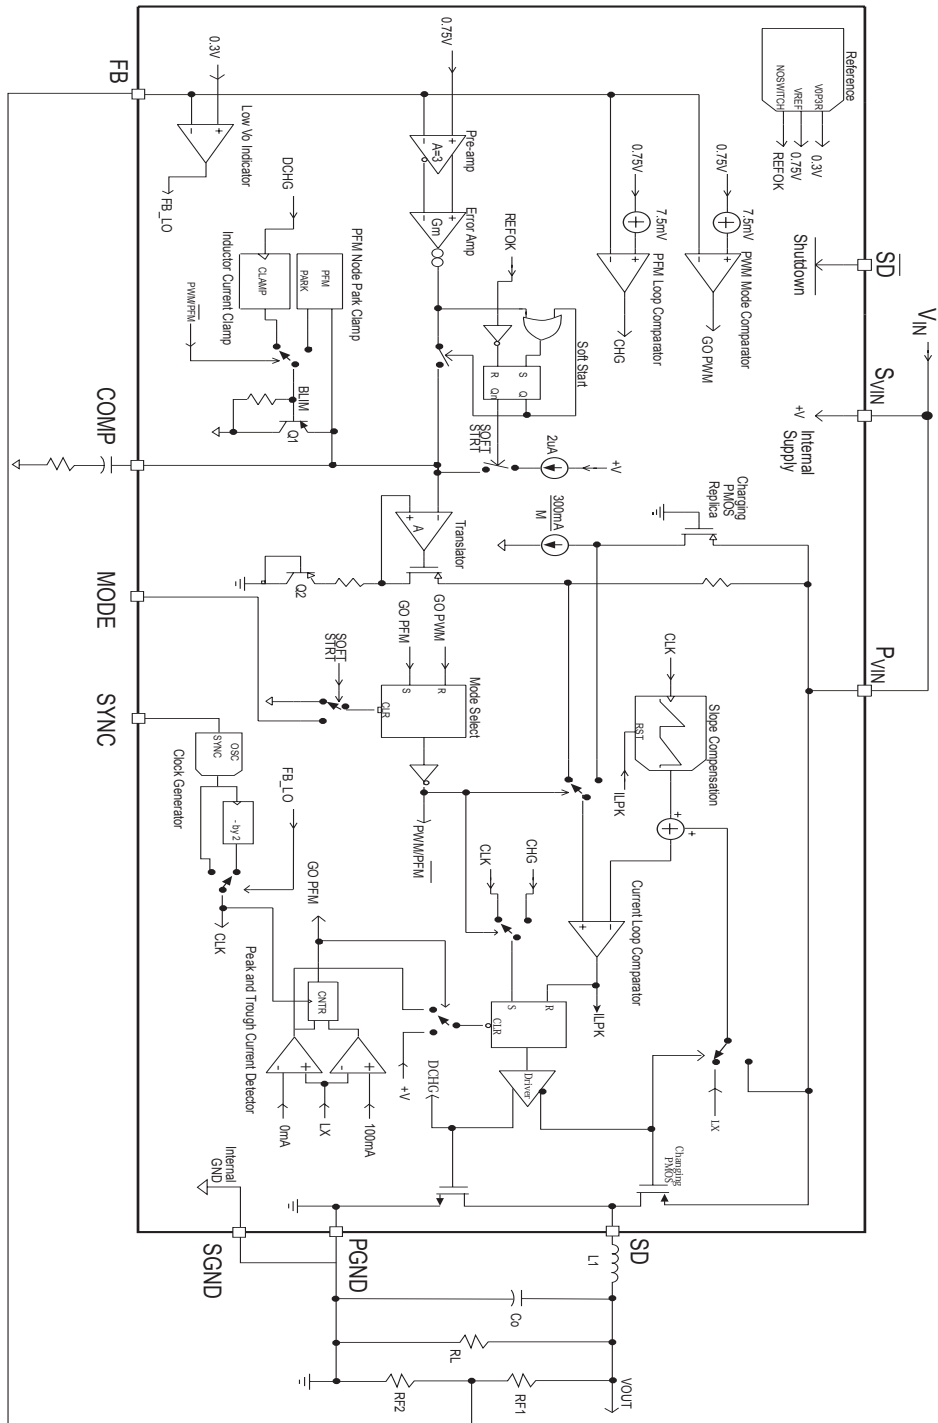 Reference
V0P3R
VREF
NOSWITCH
0.3V
0.75V
REFOK
SD
Shutdown
VIN
SVIN
+V
Internal
Supply
PVIN
0.75V
7.5mV
PWM Mode Comparator
GO PWM
0.75V
7.5mV
PFM Loop Comparator
CHG
FB
0.3V
Low Vo Indicator
FB_LO
0.75V
Pre-amp
A=3
Error Amp
Gm
REFOK
Soft Start
R
S
Qn
Q
DCHG
CLAMP
Inductor Current Clamp
PFM
PARK
PFM Node Park Clamp
PWM/PFM
BLIM
Q1
COMP
SOFT
STRT
2uA
+V
300mA
M
Charging
PMOS
Replica
Translator
A
Q2
MODE
GO PFM
GO PWM
S
R
Mode Select
CLR
SOFT
STRT
PWM/PFM
SYNC
OSC
SYNC
Clock Generator
- by 2
FB_LO
CLK
CLK
Slope Compensation
RST
ILPK
+
+
Current Loop Comparator
ILPK
CLK
CHG
S
R
CLR
Driver
GO PFM
CNTR
Peak and Trough Current Detector
0mA
LX
100mA
+V
DCHG/
LX
Changing
PMOS
Internal
GND
SGND
PGND
SD
L1
Co
RL
RF2
RF1
VOUT